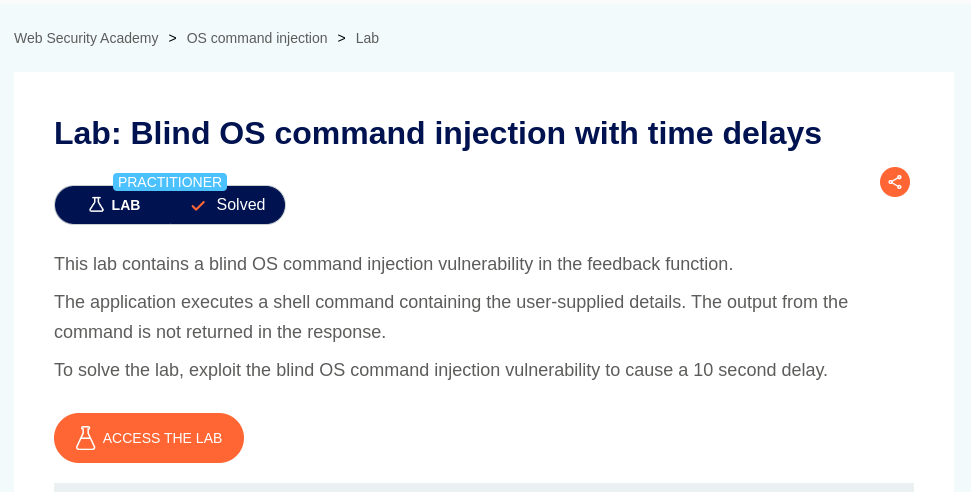 Web Security Academy > OS command injection > Lab
Lab: Blind OS command injection with time delays
PRACTITIONER
LAB Solved
This lab contains a blind OS command injection vulnerability in the feedback function.
The application executes a shell command containing the user-supplied details. The output from the
command is not returned in the response.
To solve the lab, exploit the blind OS command injection vulnerability to cause a 10 second delay.
ACCESS THE LAB